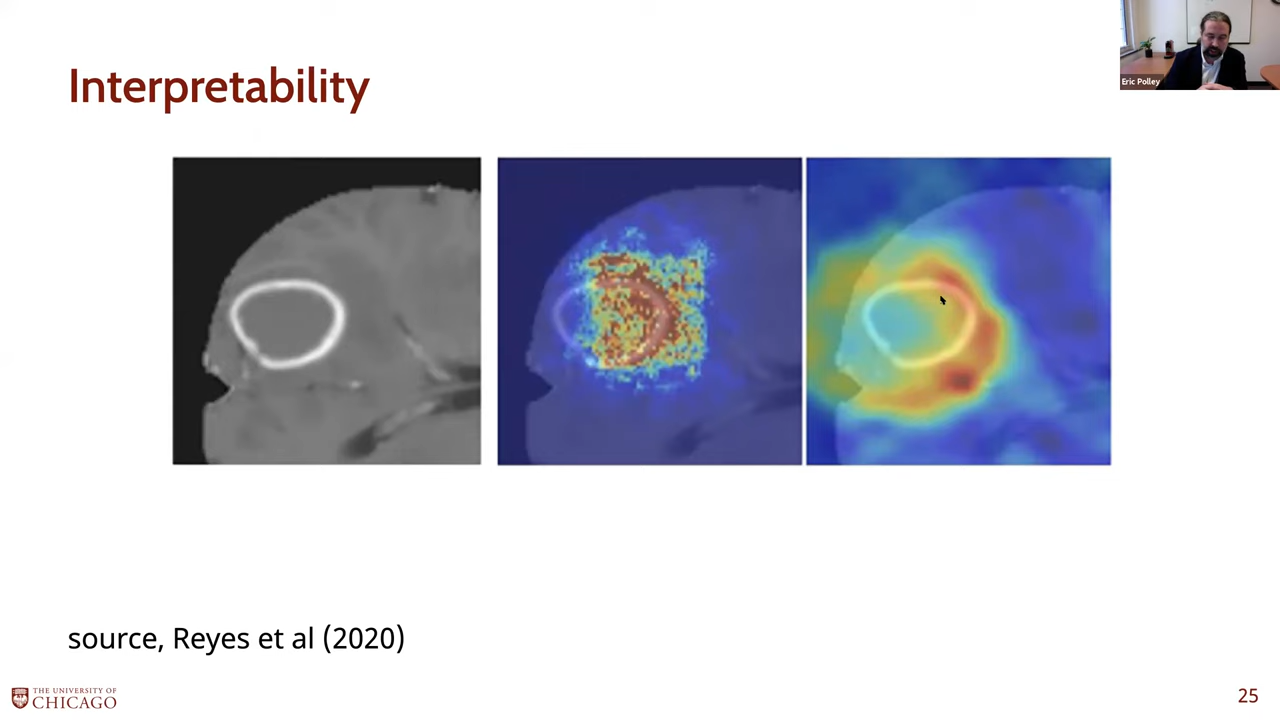 Interpretability
Eric Polley
source, Reyes et al (2020)
THE UNIVERSITY OF
CHICAGO
25